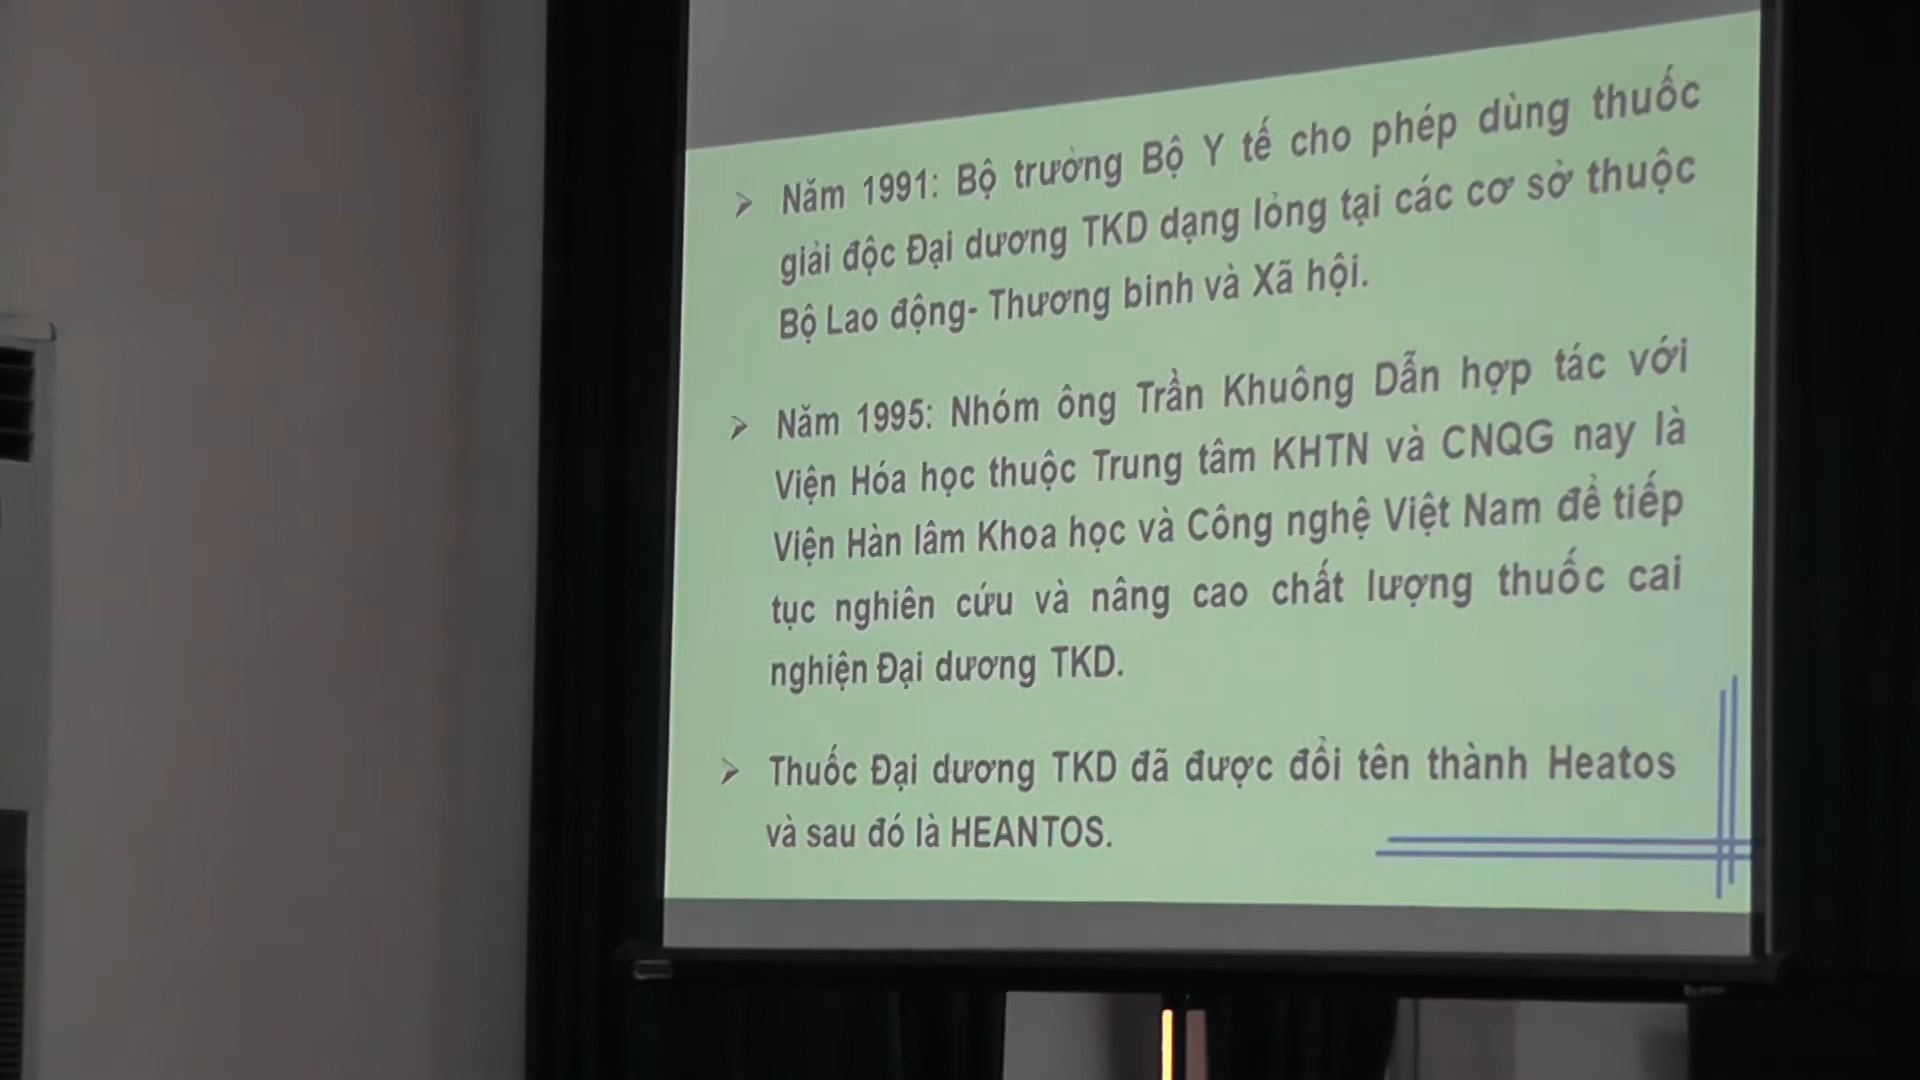 ➢ Năm 1991: Bộ trưởng Bộ Y tế cho phép dùng thuốc
giải độc Đại dương TKD dạng lỏng tại các cơ sở thuộc
Bộ Lao động- Thương binh và Xã hội.
➢ Năm 1995: Nhóm ông Trần Khuông Dẫn hợp tác với
Viện Hóa học thuộc Trung tâm KHTN và CNQG nay là
Viện Hàn lâm Khoa học và Công nghệ Việt Nam để tiếp
tục nghiên cứu và nâng cao chất lượng thuốc cai
nghiện Đại dương TKD.
➢ Thuốc Đại dương TKD đã được đổi tên thành Heatos
và sau đó là HEANTOS.